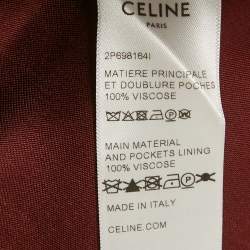 CELINE
PARIS
2P698164I
MATIERE PRINCIPALE
ET DOUBLURE POCHES
100% VISCOSE
MAIN MATERIAL
AND POCKETS LINING
100% VISCOSE
MADE IN ITALY
CELINE.COM